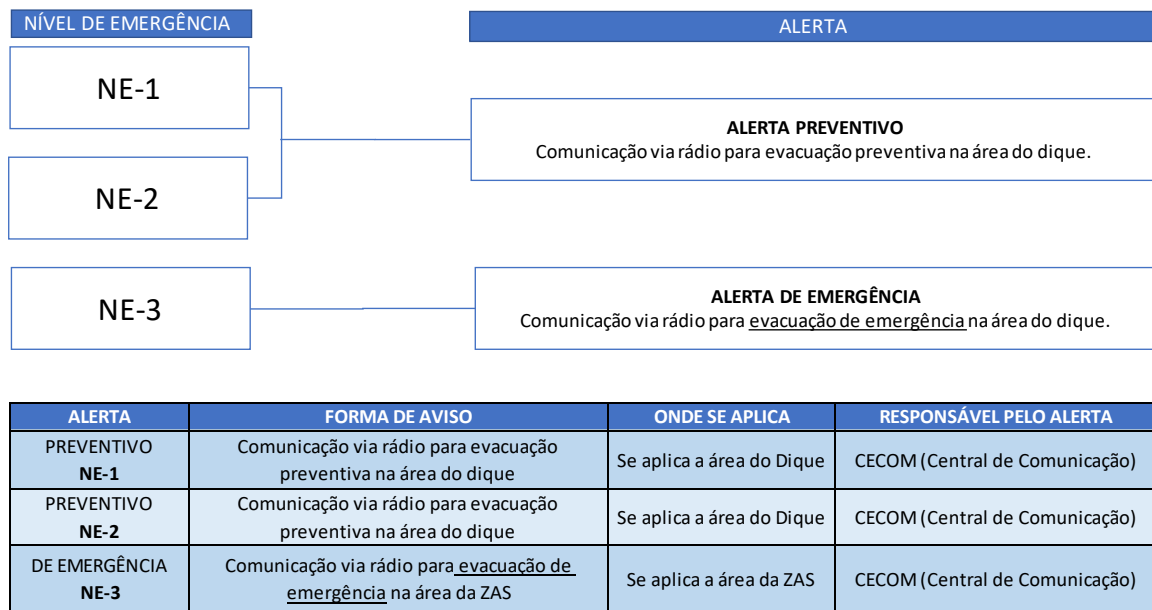 NÍVEL DE EMERGÊNCIA
ALERTA
NE-1
NE-2
ALERTA PREVENTIVO
Comunicação via rádio para evacuação preventiva na área do dique.
NE-3
ALERTA DE EMERGÊNCIA
Comunicação via rádio para evacuação de emergência na área do dique.
ALERTA FORMA DE AVISO ONDE SE APLICA RESPONSÁVEL PELO ALERTA
PREVENTIVO
NE-1
Comunicação via rádio para evacuação
preventiva na área do dique
Se aplica a área do Dique
CECOM (Central de Comunicação)
PREVENTIVO
NE-2
Comunicação via rádio para evacuação
preventiva na área do dique
Se aplica a área do Dique
CECOM (Central de Comunicação)
DE EMERGÊNCIA
NE-3
Comunicação via rádio para evacuação de
emergência na área da ZAS
Se aplica a área da ZAS
CECOM (Central de Comunicação)